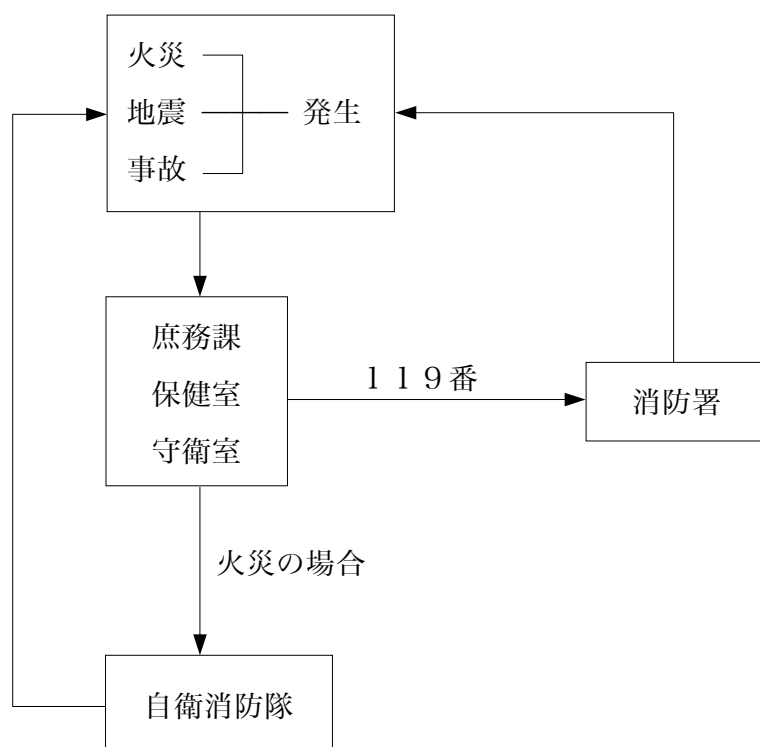 火災
地震
発生
事故
庶務課
保健室
守衛室
１１９番
消防署
火災の場合
自衛消防隊